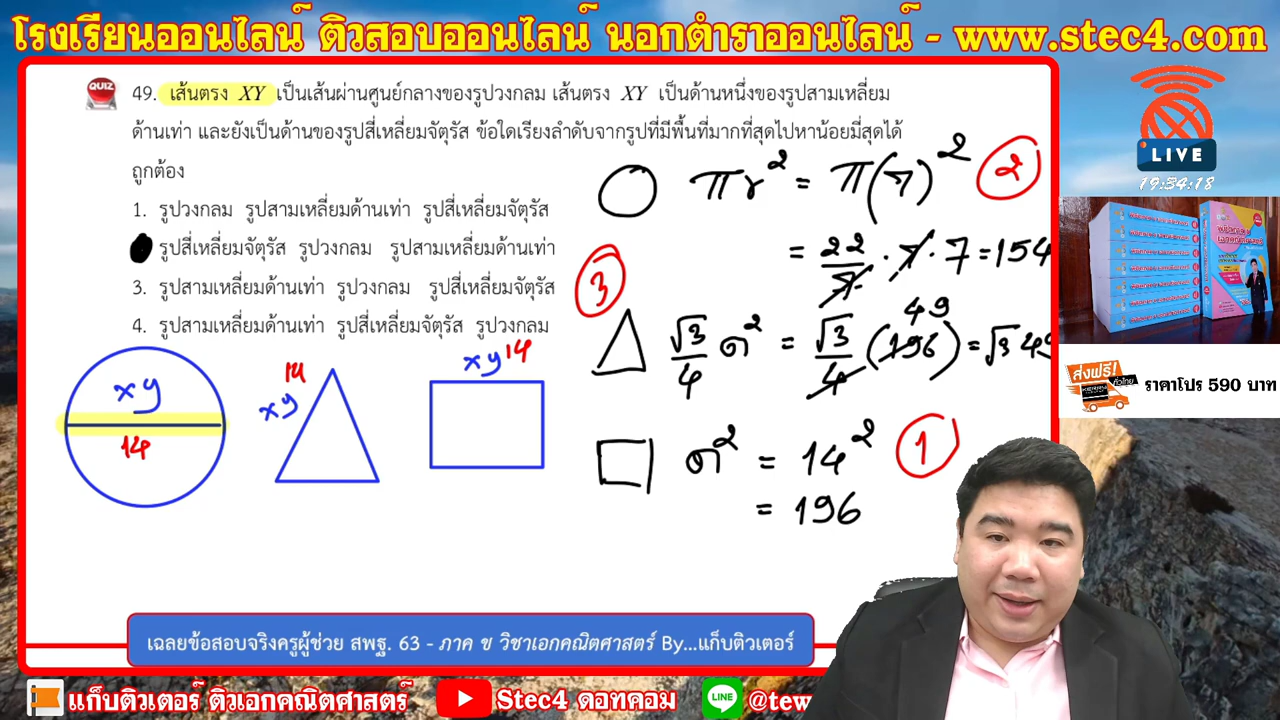 โรงเรียนออนไลน์ ติวสอบออนไลน์ นอกตำราออนไลน์ - www.stec4.com
QUIZ
49. เส้นตรง XY เป็นเส้นผ่านศูนย์กลางของรูปวงกลม เส้นตรง XY เป็นด้านหนึ่งของรูปสามเหลี่ยม
ด้านเท่า และยังเป็นด้านของรูปสี่เหลี่ยมจัตุรัส ข้อใดเรียงลำดับจากรูปที่มีพื้นที่มากที่สุดไปหาน้อยมี่สุดได้
ถูกต้อง
1. รูปวงกลม รูปสามเหลี่ยมด้านเท่า รูปสี่เหลี่ยมจัตุรัส
รูปสี่เหลี่ยมจัตุรัส รูปวงกลม รูปสามเหลี่ยมด้านเท่า
3. รูปสามเหลี่ยมด้านเท่า รูปวงกลม รูปสี่เหลี่ยมจัตุรัส
4. รูปสามเหลี่ยมด้านเท่า รูปสี่เหลี่ยมจัตุรัส รูปวงกลม
xy
14
14
xy
xy 14
πr² = π(7)² 2
= 22/7 · 7 · 7 = 154
3
49
√3/4 ด² = √3/4 (196) = √3 49
ด² = 14² 1
= 196
LIVE
19:34:18
ส่งฟรี!
ทั่วไทย
KERRY
ราคาโปร 590 บาท
เฉลยข้อสอบจริงครูผู้ช่วย สพฐ. 63 - ภาค ข วิชาเอกคณิตศาสตร์ By...แก็บติวเตอร์
แก็บติวเตอร์ ติวเอกคณิตศาสตร์ Stec4 ดอทคอม LINE @tew